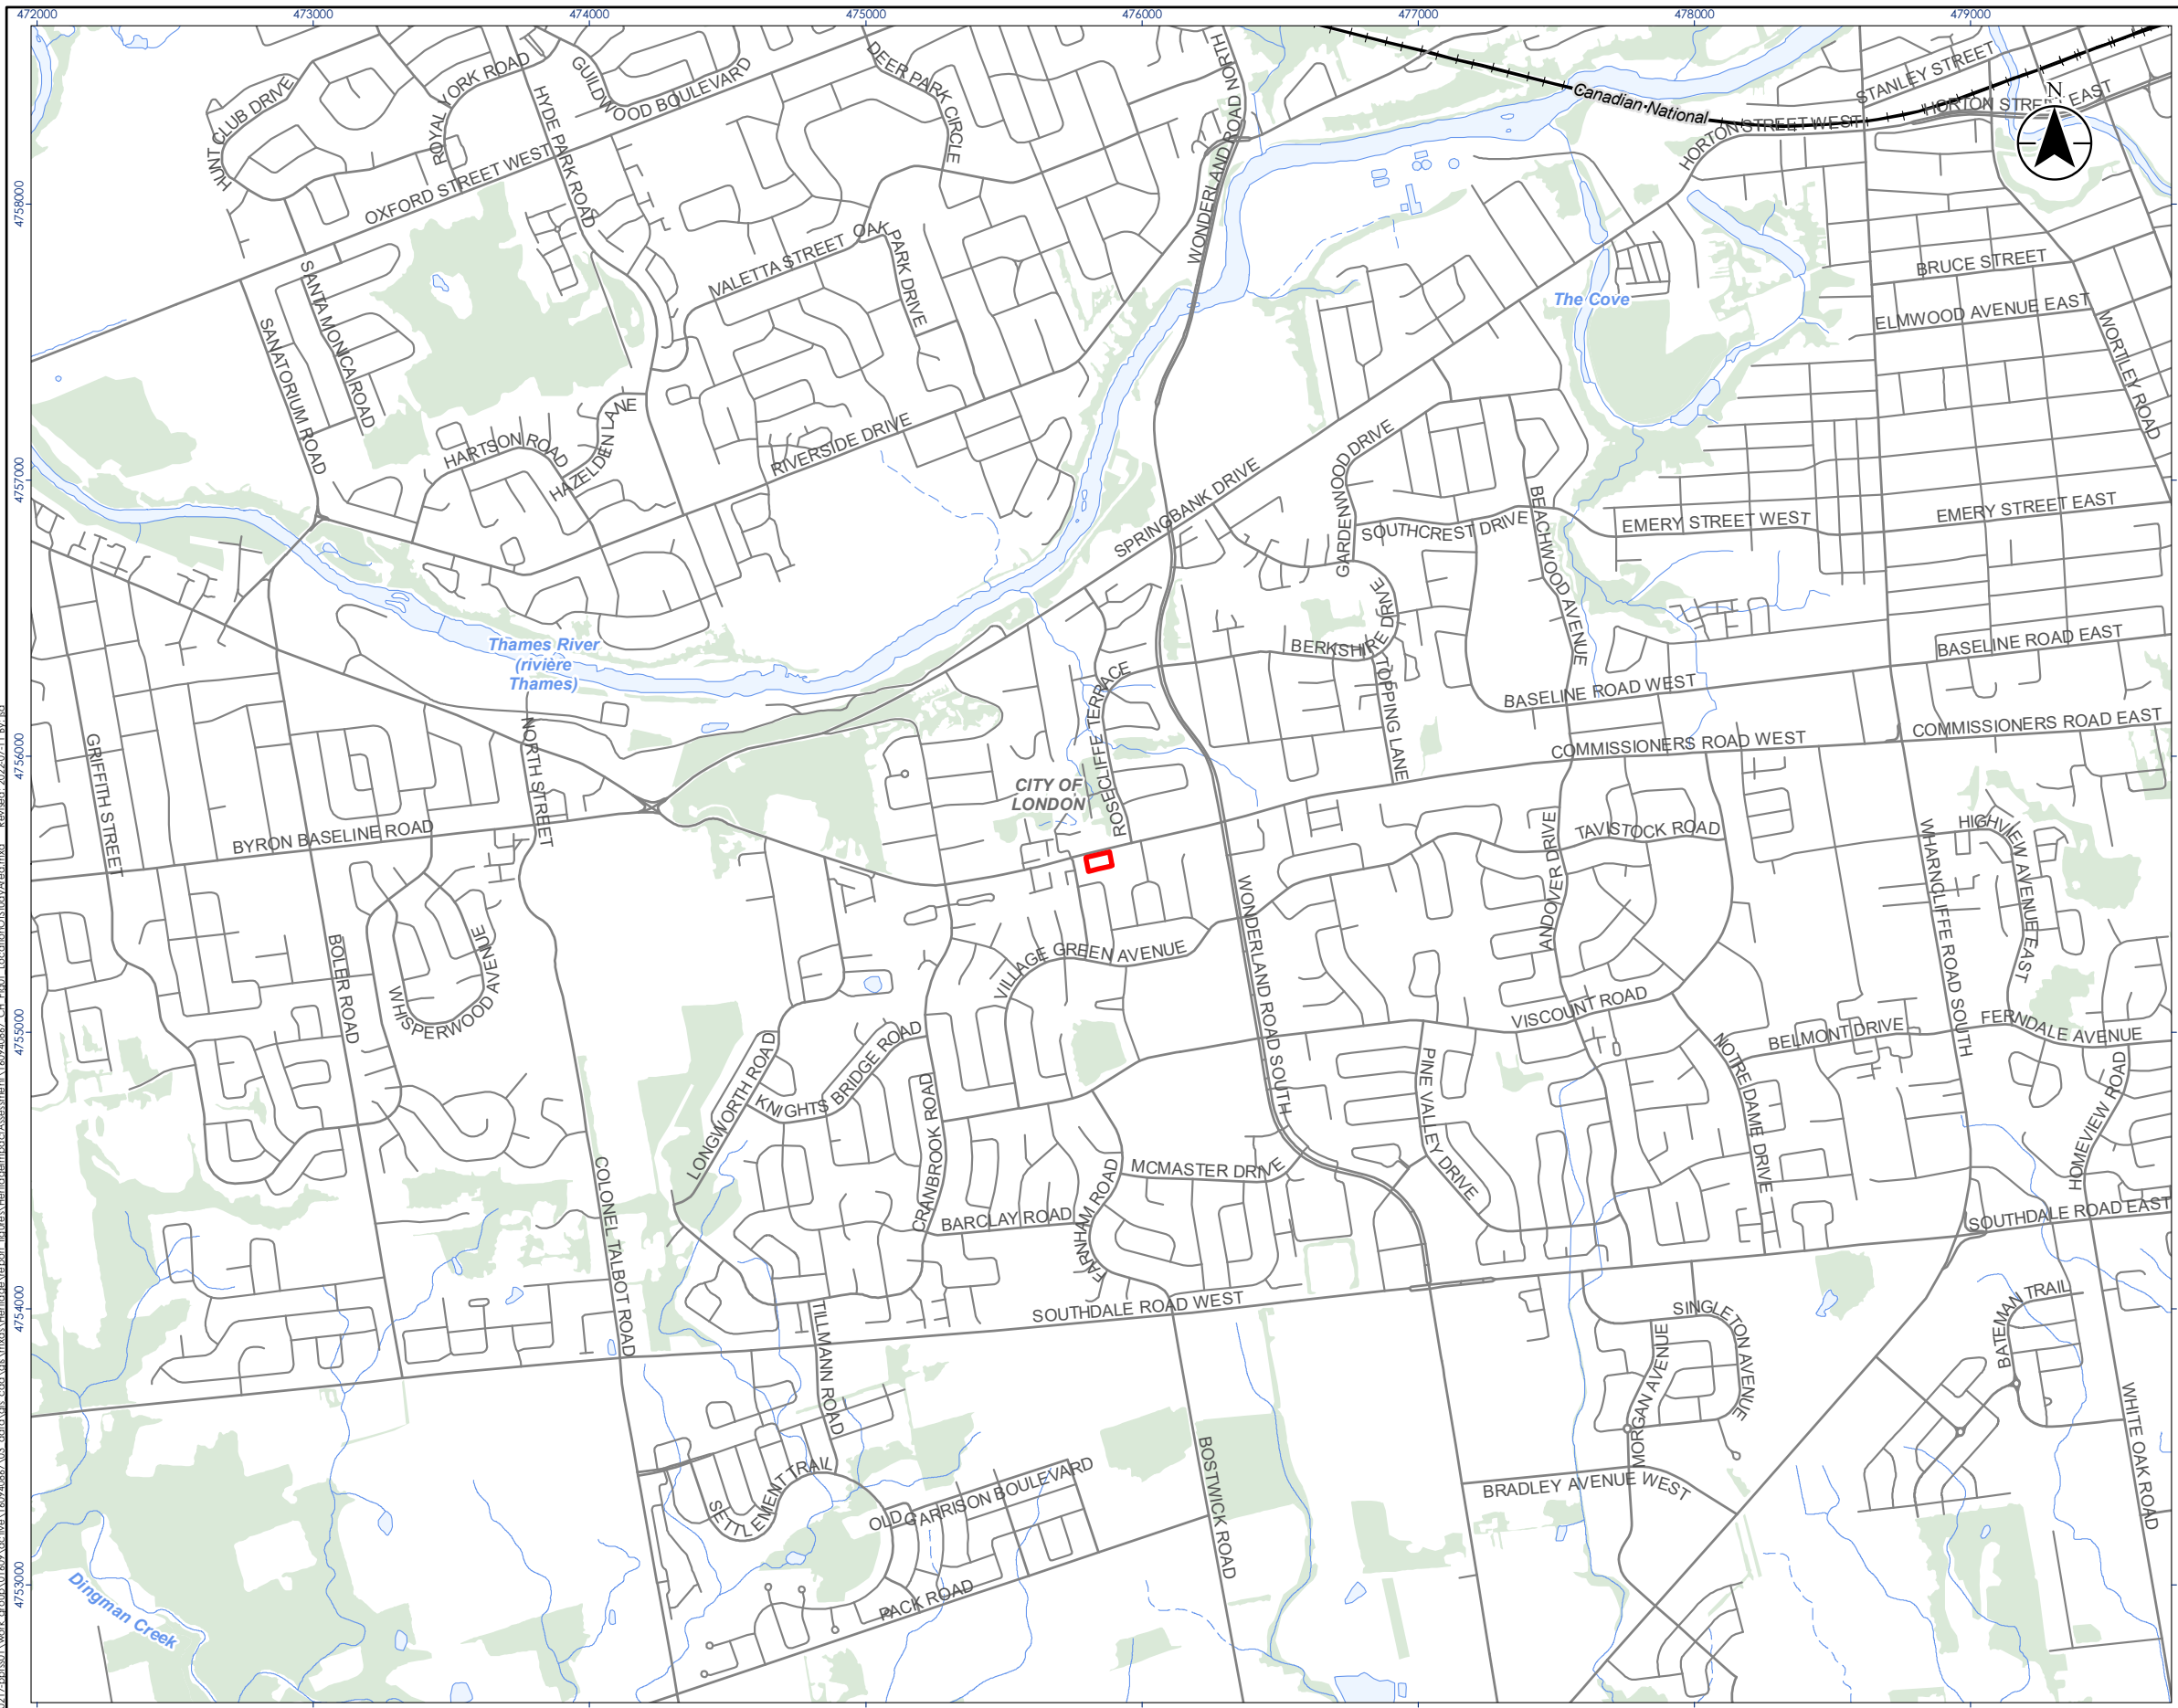 472000
473000
474000
475000
476000
477000
478000
479000
4758000
4757000
4756000
4755000
4754000
4753000
N
HUNT CLUB DRIVE
ROYAL YORK ROAD
HYDE PARK ROAD
GUILDWOOD BOULEVARD
DEER PARK CIRCLE
OXFORD STREET WEST
WONDERLAND ROAD NORTH
Canadian National
STANLEY STREET
HORTON STREET EAST
HORTON STREET WEST
SANTA MONICA ROAD
SANATORIUM ROAD
VALETTA STREET
OAK PARK DRIVE
The Cove
BRUCE STREET
ELMWOOD AVENUE EAST
WORTLEY ROAD
HARTSON ROAD
HAZELDEN LANE
RIVERSIDE DRIVE
SPRINGBANK DRIVE
GARDENWOOD DRIVE
SOUTHCREST DRIVE
BEACHWOOD AVENUE
EMERY STREET WEST
EMERY STREET EAST
Thames River
(rivière
Thames)
BERKSHIRE DRIVE
TOPPING LANE
BASELINE ROAD WEST
BASELINE ROAD EAST
COMMISSIONERS ROAD WEST
COMMISSIONERS ROAD EAST
GRIFFITH STREET
NORTH STREET
BYRON BASELINE ROAD
CITY OF
LONDON
ROSECLIFFE TERRACE
TAVISTOCK ROAD
ANDOVER DRIVE
HIGHVIEW AVENUE EAST
WHARNCLIFFE ROAD SOUTH
BOLER ROAD
WHISPERWOOD AVENUE
VILLAGE GREEN AVENUE
WONDERLAND ROAD SOUTH
VISCOUNT ROAD
BELMONT DRIVE
FERNDALE AVENUE
NOTRE DAME DRIVE
LONGWORTH ROAD
KNIGHTS BRIDGE ROAD
CRANBROOK ROAD
PINE VALLEY DRIVE
HOMEVIEW ROAD
COLONEL TALBOT ROAD
MCMASTER DRIVE
BARCLAY ROAD
FARNHAM ROAD
SOUTHDALE ROAD EAST
SOUTHDALE ROAD WEST
TILLMANN ROAD
SINGLETON AVENUE
MORGAN AVENUE
BATEMAN TRAIL
WHITE OAK ROAD
SETTLEMENT TRAIL
OLD GARRISON BOULEVARD
BOSTWICK ROAD
BRADLEY AVENUE WEST
PACK ROAD
Dingman Creek